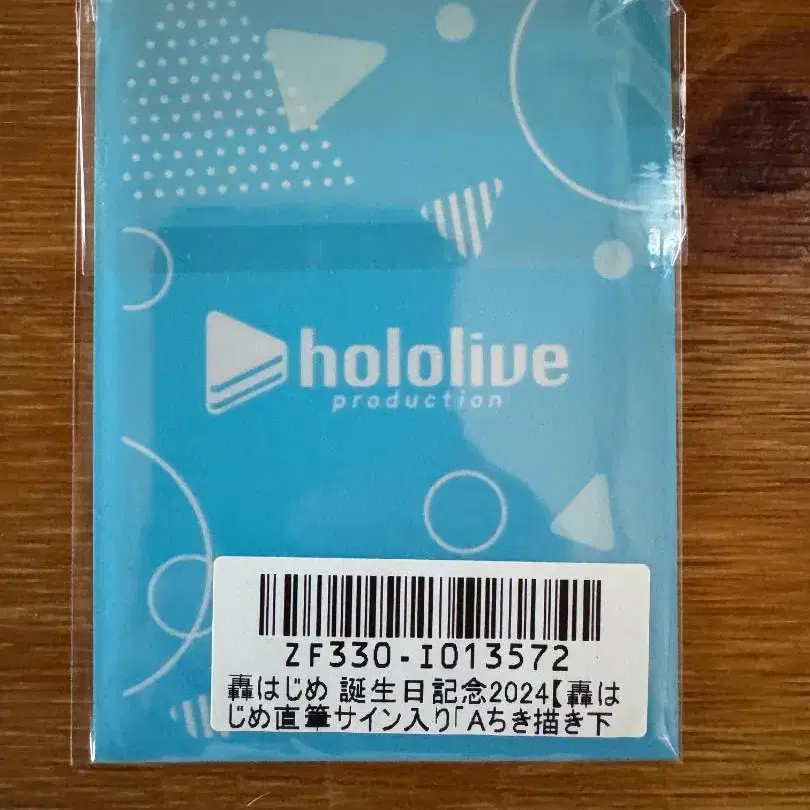 hololive
production
ZF330-I013572
轟はじめ 誕生日記念2024【轟は
じめ直筆サイン入り「Aちき描き下